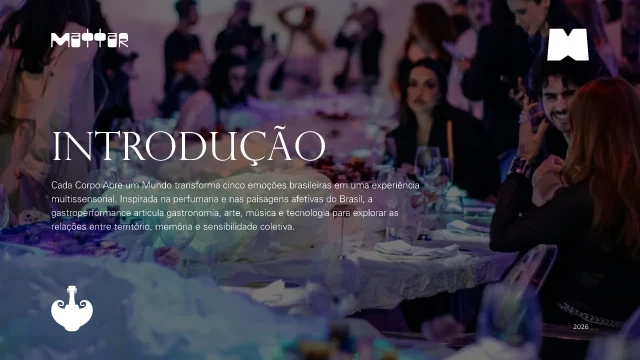 MATTAR
INTRODUÇÃO
Cada Corpo Abre um Mundo transforma cinco emoções brasileiras em uma experiência
multissensorial. Inspirada na perfumaria e nas paisagens afetivas do Brasil, a
gastroperformance articula gastronomia, arte, música e tecnologia para explorar as
relações entre território, memória e sensibilidade coletiva.
2026